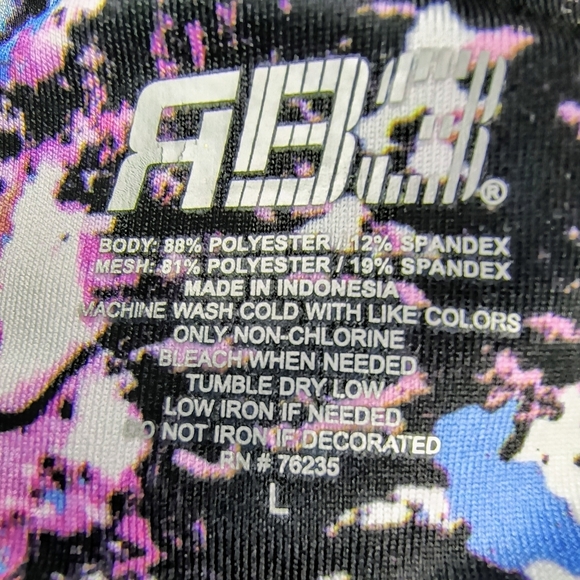 RB3®
BODY: 88% POLYESTER / 12% SPANDEX
MESH: 81% POLYESTER / 19% SPANDEX
MADE IN INDONESIA
MACHINE WASH COLD WITH LIKE COLORS
ONLY NON-CHLORINE
BLEACH WHEN NEEDED
TUMBLE DRY LOW
LOW IRON IF NEEDED
DO NOT IRON IF DECORATED
RN # 76235
L